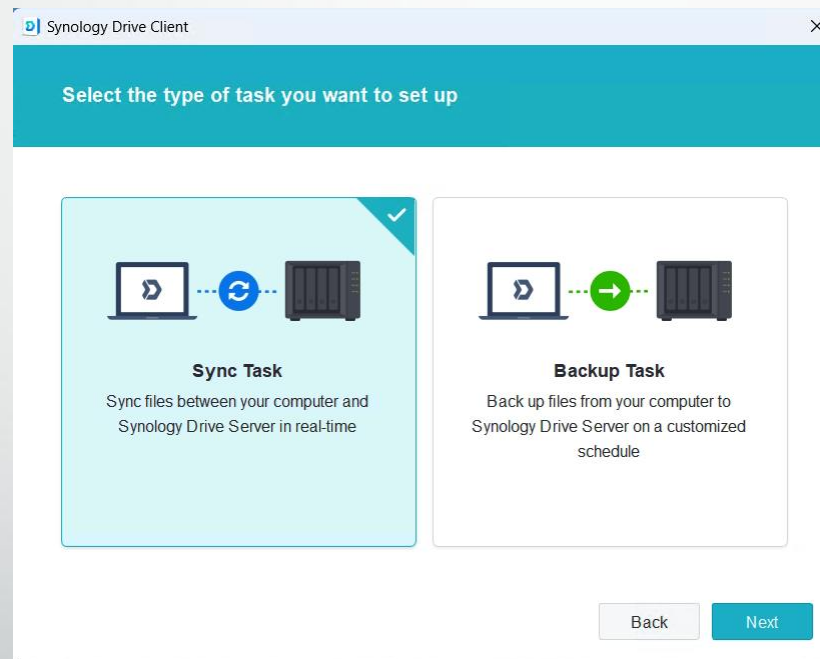 Synology Drive Client
Select the type of task you want to set up
Sync Task
Sync files between your computer and
Synology Drive Server in real-time
Backup Task
Back up files from your computer to
Synology Drive Server on a customized
schedule
Back
Next